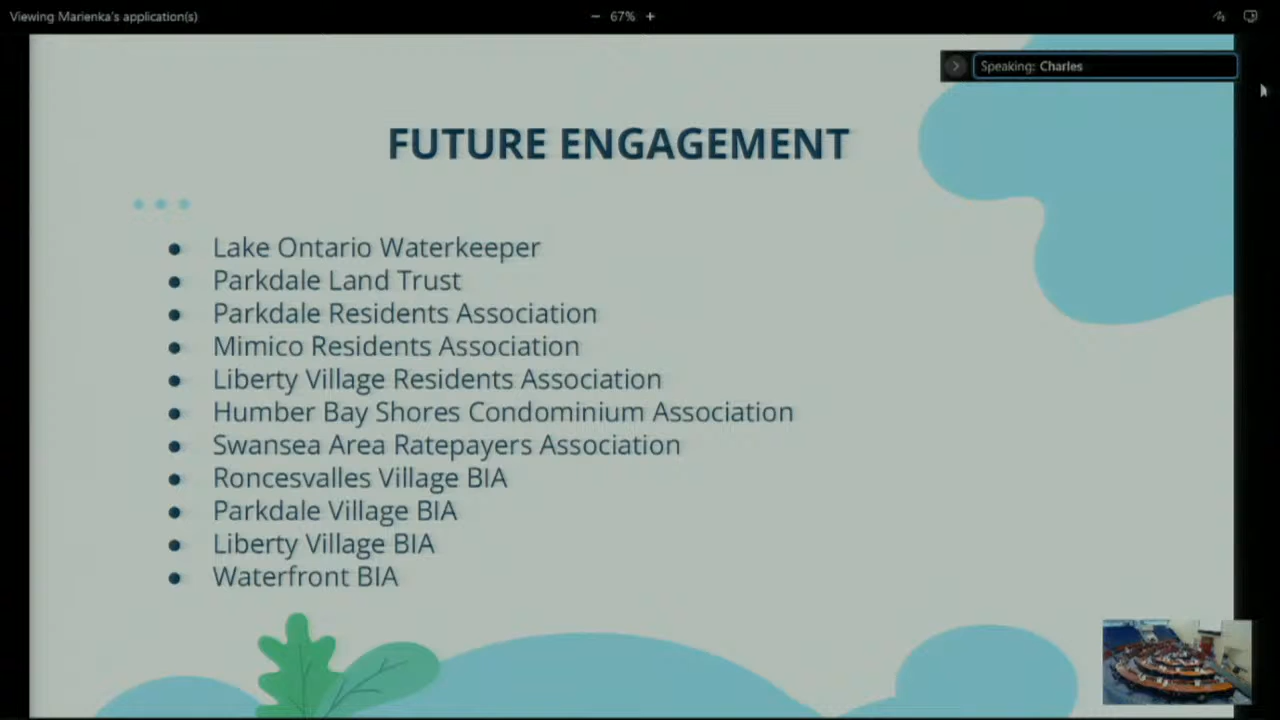 Viewing Marienka's application(s)
− 67% +
Speaking: Charles
FUTURE ENGAGEMENT
● Lake Ontario Waterkeeper
● Parkdale Land Trust
● Parkdale Residents Association
● Mimico Residents Association
● Liberty Village Residents Association
● Humber Bay Shores Condominium Association
● Swansea Area Ratepayers Association
● Roncesvalles Village BIA
● Parkdale Village BIA
● Liberty Village BIA
● Waterfront BIA